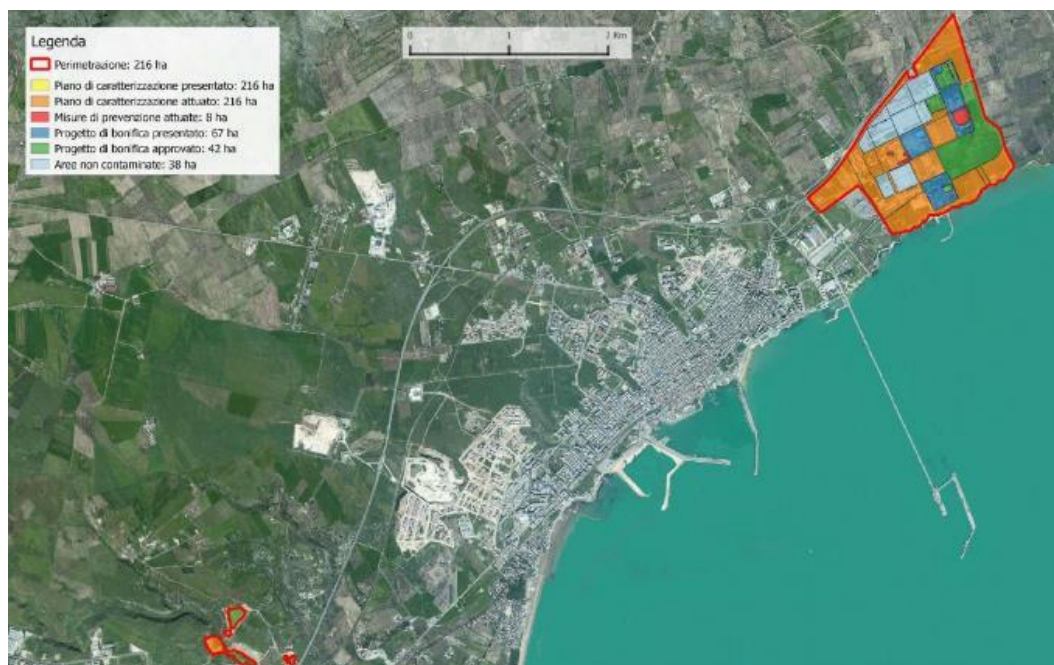 Legenda
0 1 2 Km
Perimetrazione: 216 ha
Piano di caratterizzazione presentato: 216 ha
Piano di caratterizzazione attuato: 216 ha
Misure di prevenzione attuate: 8 ha
Progetto di bonifica presentato: 67 ha
Progetto di bonifica approvato: 42 ha
Aree non contaminate: 38 ha